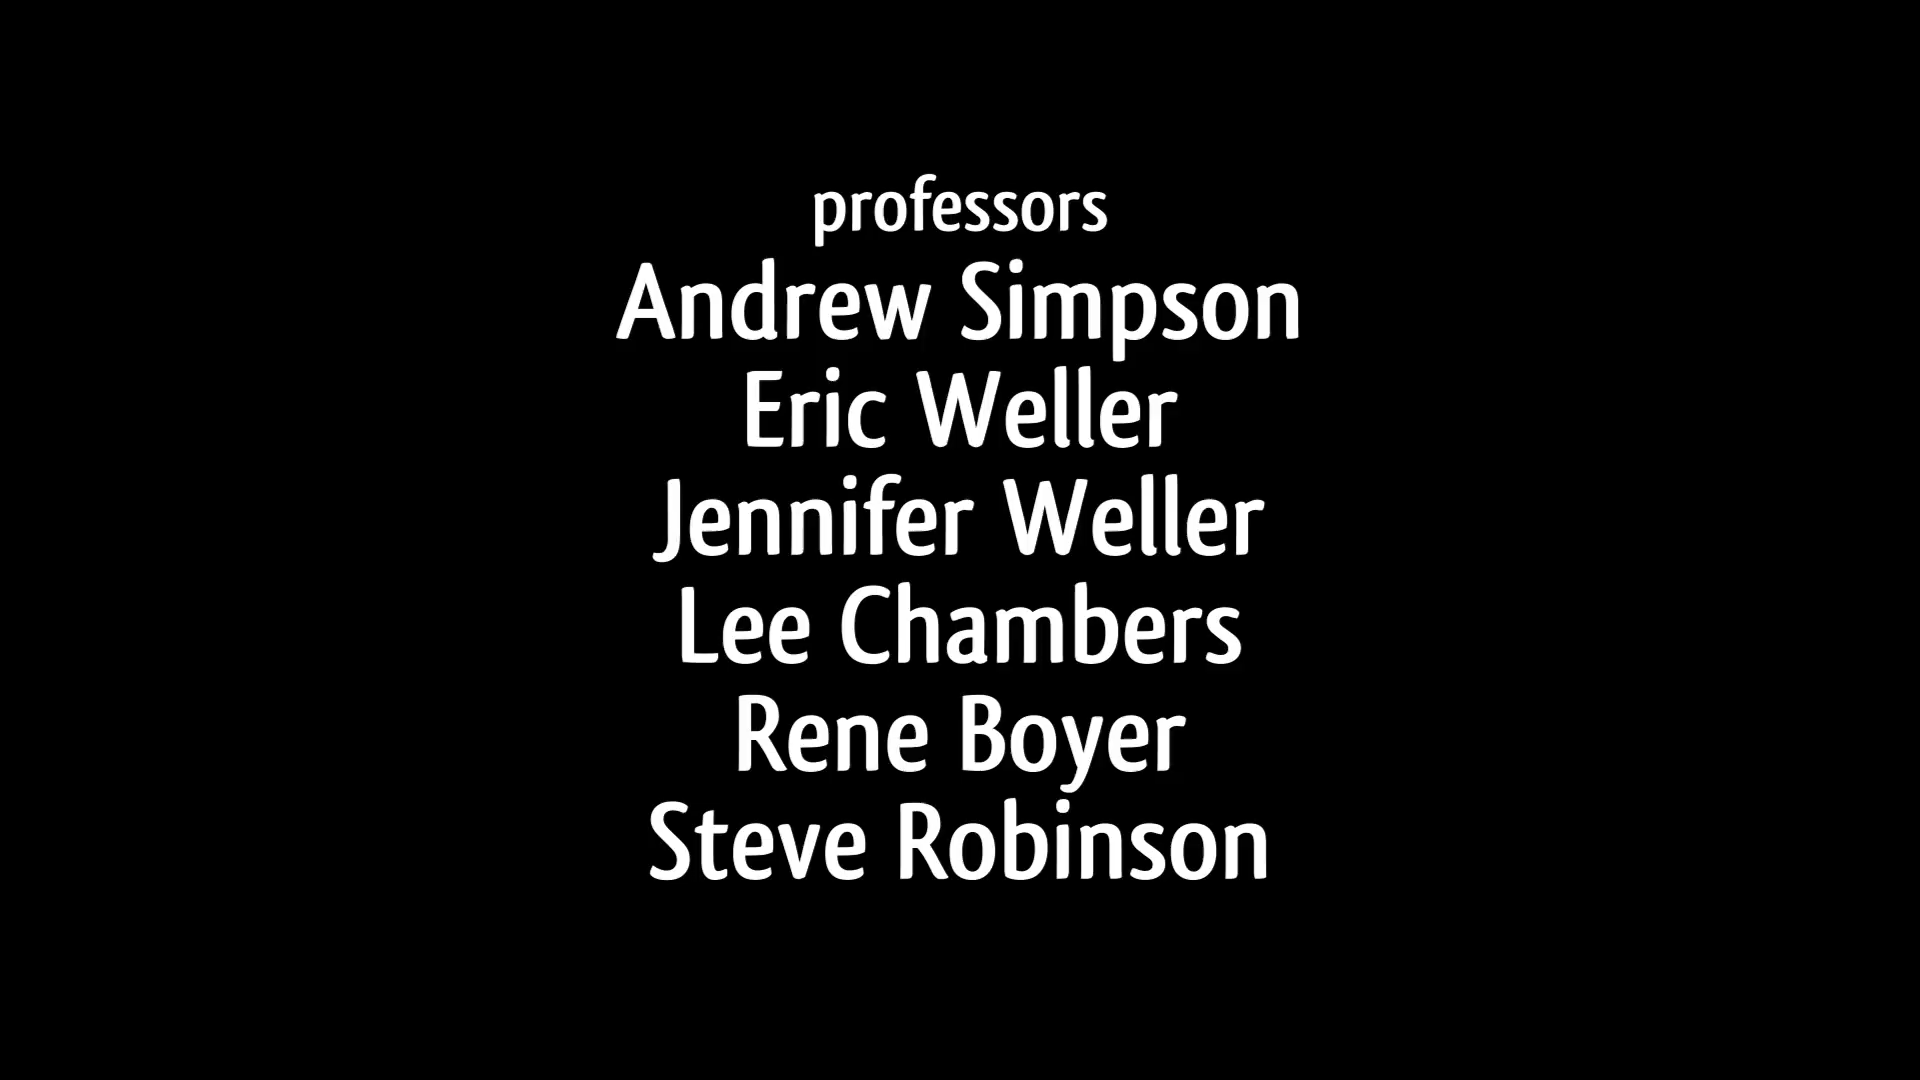 professors
Andrew Simpson
Eric Weller
Jennifer Weller
Lee Chambers
Rene Boyer
Steve Robinson